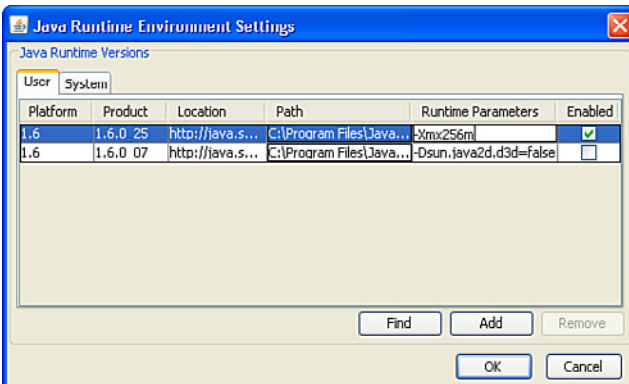 Java Runtime Environment Settings
Java Runtime Versions
User System
Platform Product Location Path Runtime Parameters Enabled
1.6 1.6.0_25 http://java.s... C:\Program Files\Java... -Xmx256m
1.6 1.6.0_07 http://java.s... C:\Program Files\Java... -Dsun.java2d.d3d=false
Find Add Remove
OK Cancel